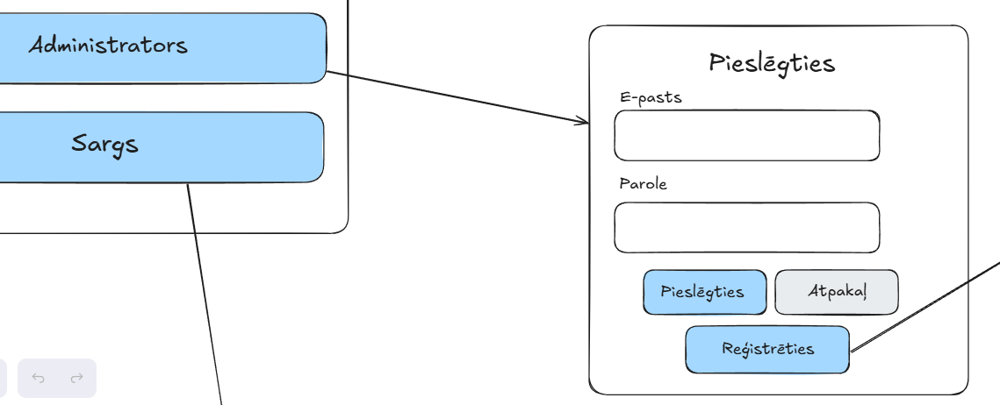 Administrators
Sargs
Pieslēgties
E-pasts
Parole
Pieslēgties
Atpakaļ
Reģistrēties